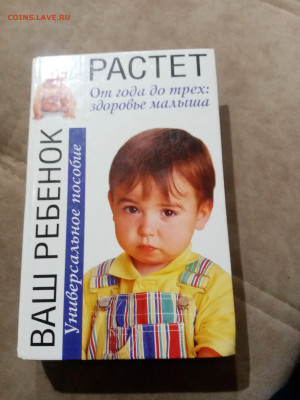 COINS.LAVE.RU
РАСТЕТ
От года до трех:
здоровье малыша
ВАШ РЕБЕНОК
Универсальное пособие